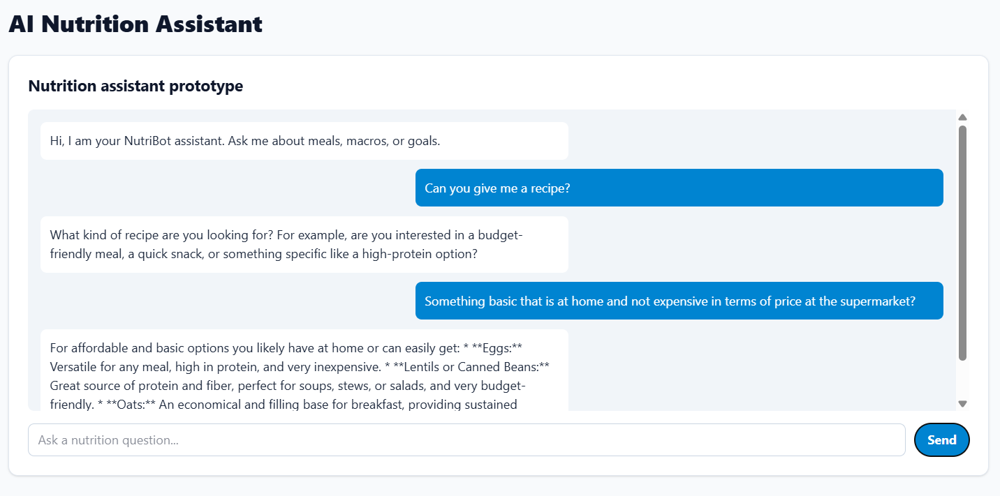 AI Nutrition Assistant
Nutrition assistant prototype
Hi, I am your NutriBot assistant. Ask me about meals, macros, or goals.
Can you give me a recipe?
What kind of recipe are you looking for? For example, are you interested in a budget-
friendly meal, a quick snack, or something specific like a high-protein option?
Something basic that is at home and not expensive in terms of price at the supermarket?
For affordable and basic options you likely have at home or can easily get: * **Eggs:**
Versatile for any meal, high in protein, and very inexpensive. * **Lentils or Canned Beans:**
Great source of protein and fiber, perfect for soups, stews, or salads, and very budget-
friendly. * **Oats:** An economical and filling base for breakfast, providing sustained
Ask a nutrition question...
Send